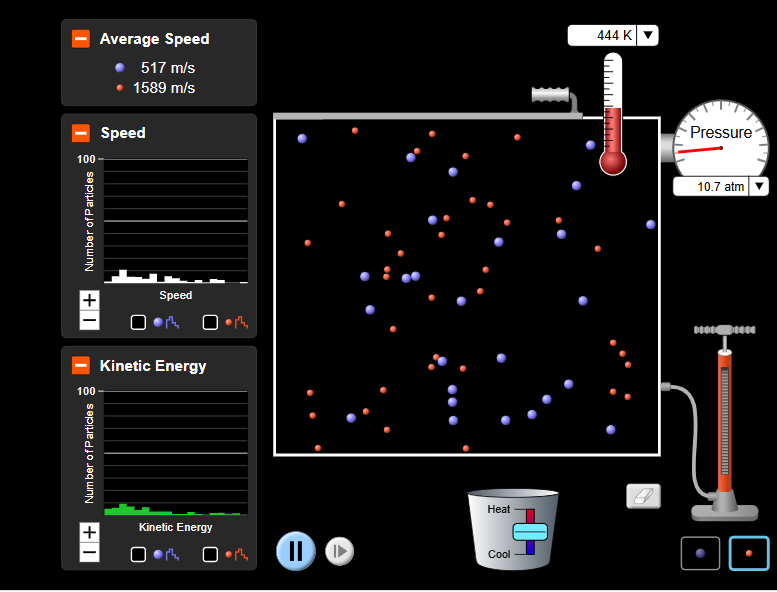 Average Speed
517 m/s
1589 m/s
Speed
100
Number of Particles
Speed
+
−
Kinetic Energy
100
Number of Particles
Kinetic Energy
+
−
444 K
Pressure
10.7 atm
Heat
Cool